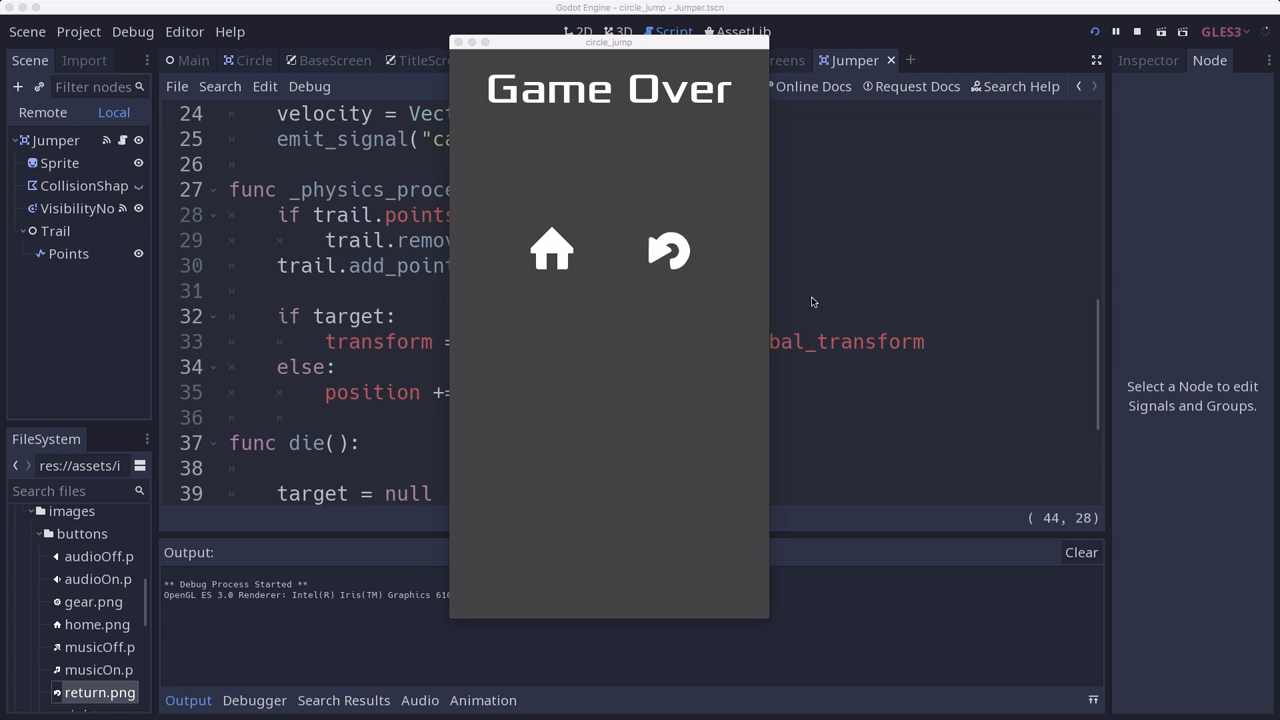 Godot Engine - circle_jump - Jumper.tscn
Scene Project Debug Editor Help
2D 3D Script AssetLib
GLES3
circle_jump
Scene Import
Main Circle BaseScreen TitleScr
reens Jumper
Inspector Node
Filter nodes
File Search Edit Debug
Online Docs Request Docs Search Help
Remote Local
Jumper
Sprite
CollisionShap
VisibilityNo
Trail
Points
24 velocity = Vect
25 emit_signal("ca
26
27 func _physics_proce
28 if trail.points
29 trail.remov
30 trail.add_point
31
32 if target:
33 transform = bal_transform
34 else:
35 position +=
36
37 func die():
38
39 target = null
( 44, 28)
Game Over
Select a Node to edit
Signals and Groups.
FileSystem
res://assets/i
Search files
images
buttons
audioOff.p
audioOn.p
gear.png
home.png
musicOff.p
musicOn.p
return.png
Output:
Clear
** Debug Process Started **
OpenGL ES 3.0 Renderer: Intel(R) Iris(TM) Graphics 610
Output Debugger Search Results Audio Animation